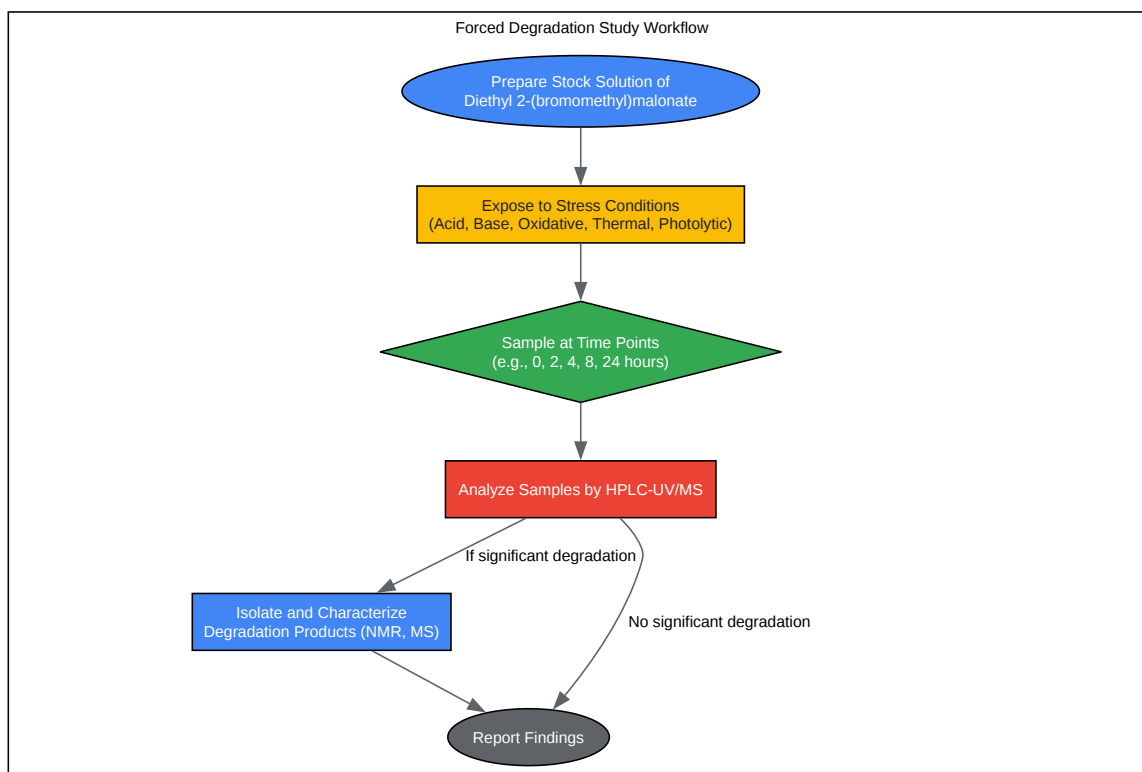 Forced Degradation Study Workflow
Prepare Stock Solution of
Diethyl 2-(bromomethyl)malonate
Expose to Stress Conditions
(Acid, Base, Oxidative, Thermal, Photolytic)
Sample at Time Points
(e.g., 0, 2, 4, 8, 24 hours)
Analyze Samples by HPLC-UV/MS
If significant degradation
Isolate and Characterize
Degradation Products (NMR, MS)
No significant degradation
Report Findings